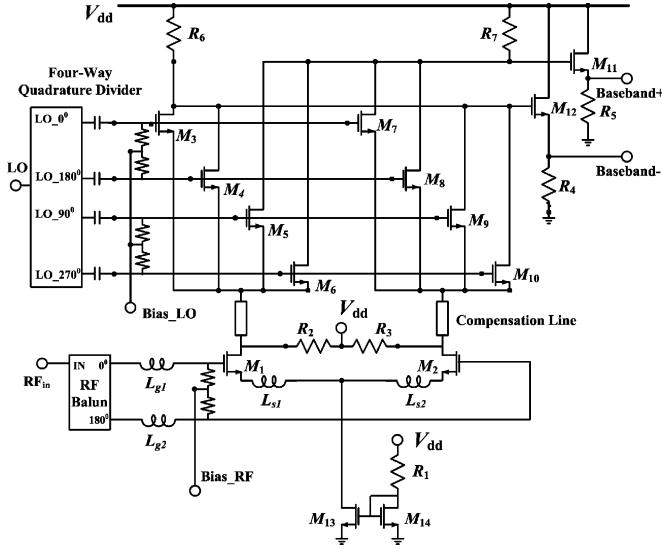 Vdd
R6
R7
M11
Four-Way
Quadrature Divider
Baseband+
M12
LO_0⁰
R5
M3
M7
LO
LO_180⁰
Baseband-
M4
M8
R4
LO_90⁰
M5
M9
LO_270⁰
M6
M10
Bias_LO
Vdd
Compensation Line
R2
R3
IN 0⁰
M1
M2
RFin
Lg1
RF
Balun
Ls1
Ls2
180⁰
Lg2
Vdd
Bias_RF
R1
M13
M14